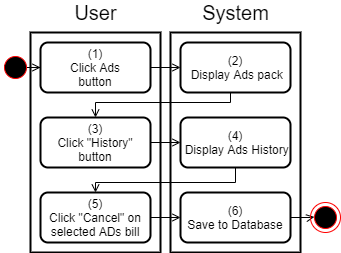 User
System
(1)
Click Ads
button
(2)
Display Ads pack
(3)
Click "History"
button
(4)
Display Ads History
(5)
Click "Cancel" on
selected ADs bill
(6)
Save to Database